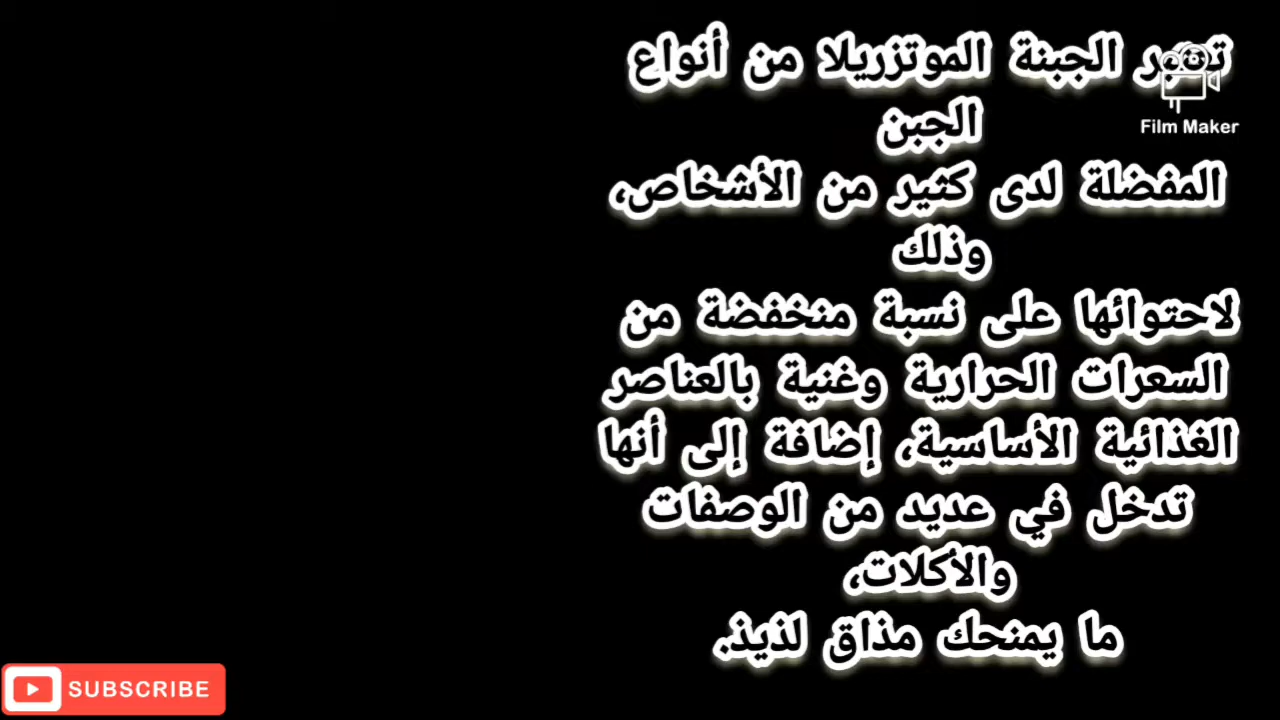 الجبنة الموتزريلا من أنواع
الجبن
المفضلة لدى كثير من الأشخاص،
وذلك
لاحتوائها على نسبة منخفضة من
السعرات الحرارية وغنية بالعناصر
الغذائية الأساسية، إضافة إلى أنها
تدخل في عديد من الوصفات
والأكلات،
ما يمنحك مذاق لذيذ.
Film Maker
SUBSCRIBE